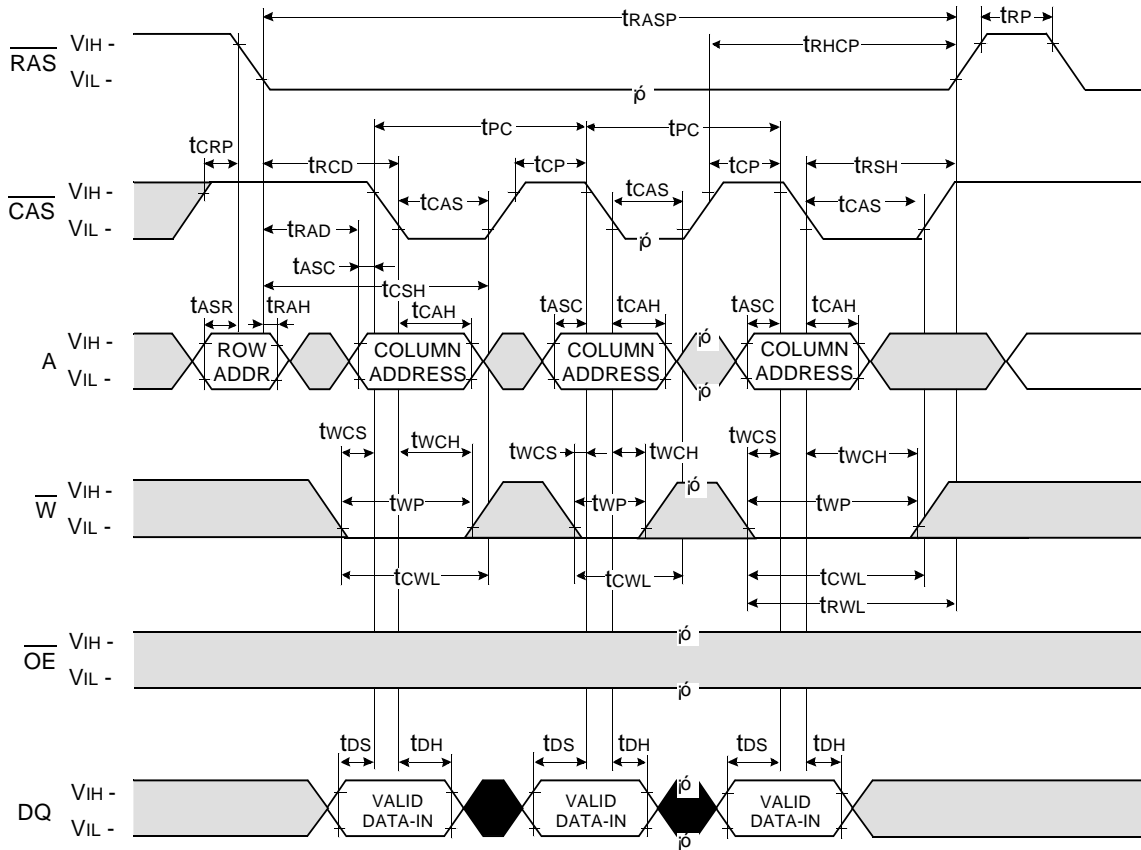 tRASP
tRP
tRHCP
RAS
VIH -
VIL -
¡ó
tPC
tPC
tCRP
tRCD
tCP
tCP
tRSH
CAS
VIH -
VIL -
tCAS
tCAS
tCAS
tRAD
¡ó
tASC
tCSH
tASR
tRAH
tCAH
tASC
tCAH
tASC
tCAH
A
VIH -
VIL -
ROW
ADDR
COLUMN
ADDRESS
COLUMN
ADDRESS
¡ó
¡ó
COLUMN
ADDRESS
tWCS
tWCH
tWCS
tWCH
tWCS
tWCH
W
VIH -
VIL -
tWP
tWP
¡ó
tWP
tCWL
tCWL
tCWL
tRWL
OE
VIH -
VIL -
¡ó
¡ó
tDS
tDH
tDS
tDH
tDS
tDH
DQ
VIH -
VIL -
VALID
DATA-IN
VALID
DATA-IN
¡ó
¡ó
VALID
DATA-IN